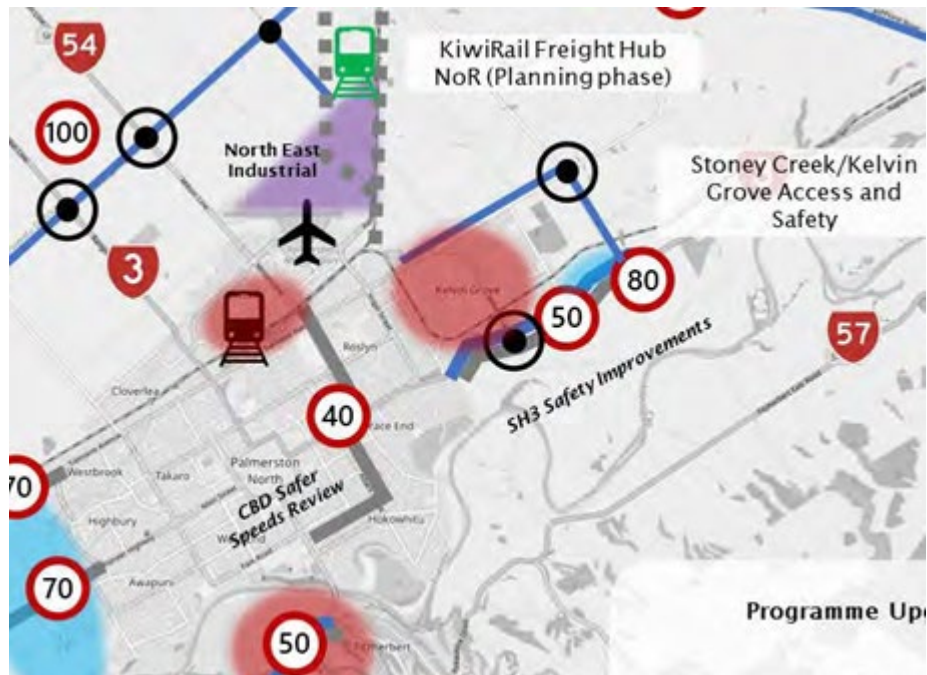 54
KiwiRail Freight Hub
NoR (Planning phase)
100
North East
Industrial
Stoney Creek/Kelvin
Grove Access and
Safety
3
Kelvin Grove
80
50
57
Roslyn
SH3 Safety Improvements
Cloverlea
40
race End
70
Westbrook
Takaro
Palmerston
North
CBD Safer
Speeds Review
Highbury
Hokowhitu
70
Awapuni
Programme Up
50